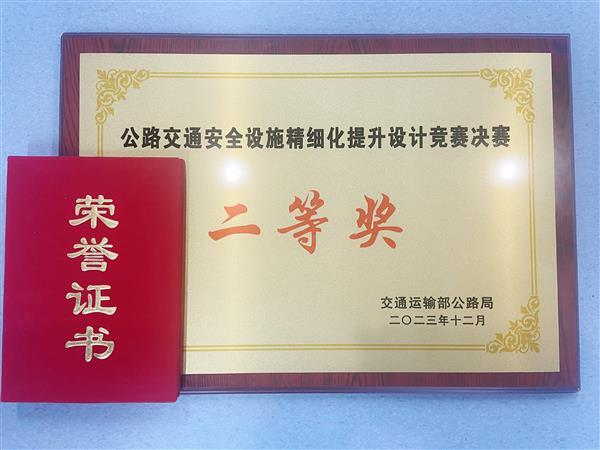 公路交通安全设施精细化提升设计竞赛决赛
二等奖
交通运输部公路局
二〇二三年十二月
荣誉证书